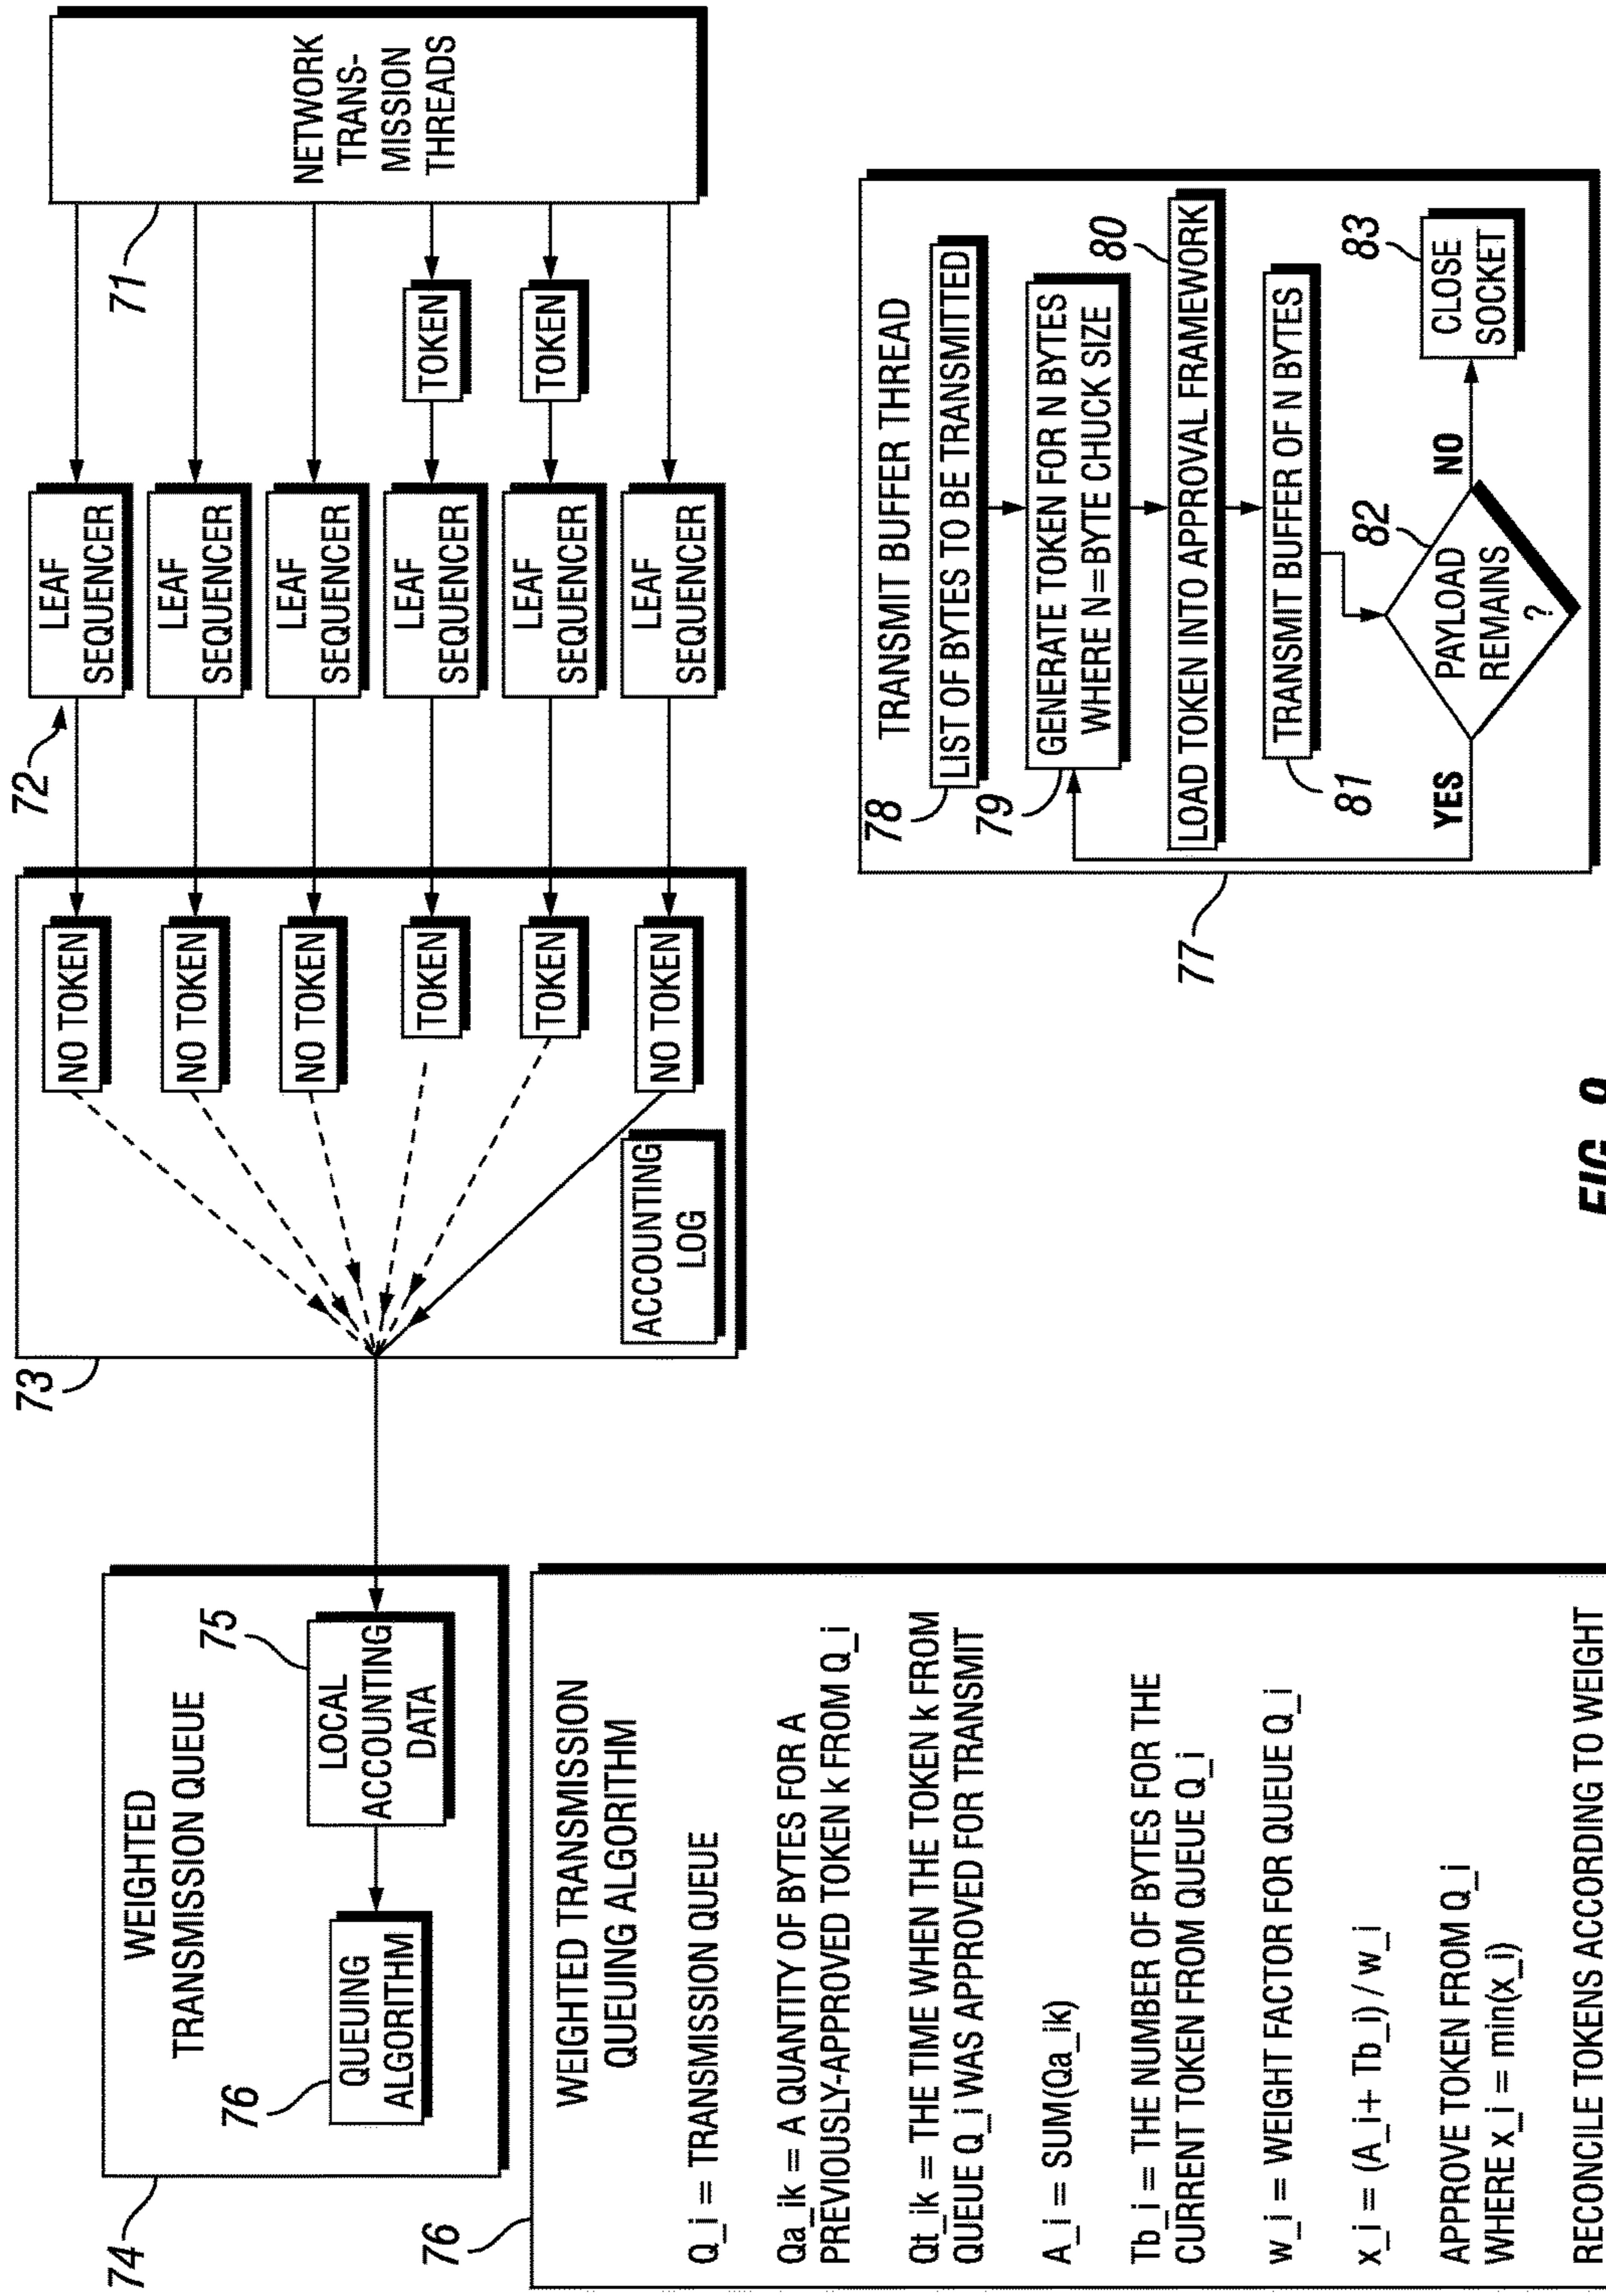 74
WEIGHTED
TRANSMISSION QUEUE
76
QUEUING
ALGORITHM
75
LOCAL
ACCOUNTING
DATA
73
NO TOKEN
NO TOKEN
NO TOKEN
TOKEN
TOKEN
NO TOKEN
ACCOUNTING
LOG
72
LEAF
SEQUENCER
LEAF
SEQUENCER
LEAF
SEQUENCER
LEAF
SEQUENCER
LEAF
SEQUENCER
LEAF
SEQUENCER
TOKEN
TOKEN
71
NETWORK
TRANS-
MISSION
THREADS
76
WEIGHTED TRANSMISSION
QUEUING ALGORITHM
Q_i = TRANSMISSION QUEUE
Qa_ik = A QUANTITY OF BYTES FOR A
PREVIOUSLY-APPROVED TOKEN k FROM Q_i
Qt_ik = THE TIME WHEN THE TOKEN k FROM
QUEUE Q_i WAS APPROVED FOR TRANSMIT
A_i = SUM(Qa_ik)
Tb_i = THE NUMBER OF BYTES FOR THE
CURRENT TOKEN FROM QUEUE Q_i
w_i = WEIGHT FACTOR FOR QUEUE Q_i
x_i = (A_i+ Tb_i) / w_i
APPROVE TOKEN FROM Q_i
WHERE x_i = min(x_i)
RECONCILE TOKENS ACCORDING TO WEIGHT
77
TRANSMIT BUFFER THREAD
78
LIST OF BYTES TO BE TRANSMITTED
79
GENERATE TOKEN FOR N BYTES
WHERE N=BYTE CHUCK SIZE
80
LOAD TOKEN INTO APPROVAL FRAMEWORK
81
TRANSMIT BUFFER OF N BYTES
82
PAYLOAD
REMAINS
?
YES
NO
83
CLOSE
SOCKET
FIG. 9